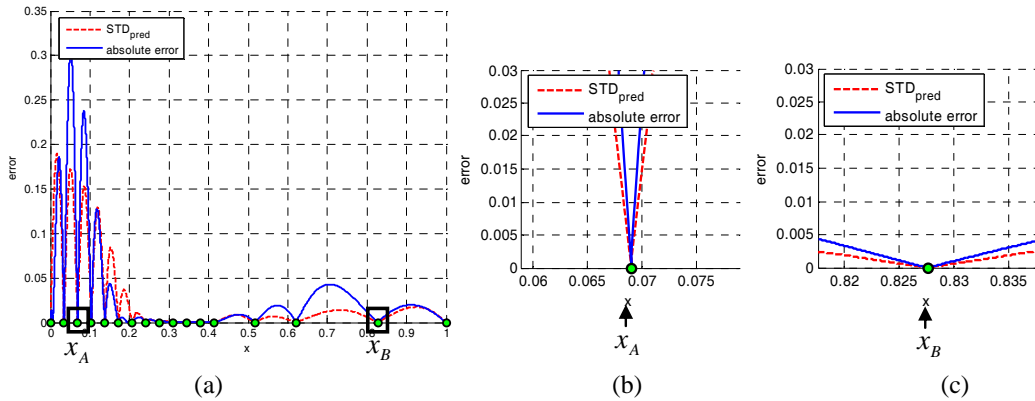 0.35
STD_pred
absolute error
0.3
0.25
0.2
error
0.15
0.1
0.05
0
0 0.1 0.2 0.3 0.4 0.5 0.6 0.7 0.8 0.9 1
x
x_A
x_B
(a)
0.03
STD_pred
absolute error
0.025
0.02
error
0.015
0.01
0.005
0
0.06 0.065 0.07 0.075
x
x_A
(b)
0.03
STD_pred
absolute error
0.025
0.02
error
0.015
0.01
0.005
0
0.82 0.825 0.83 0.835
x
x_B
(c)